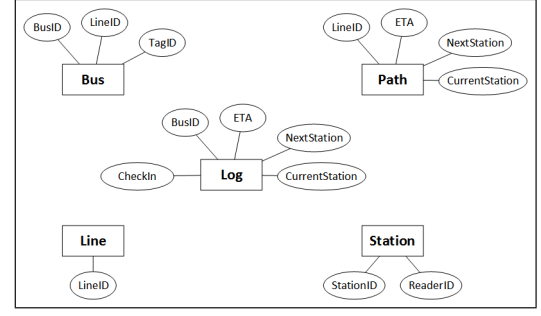 BusID
LineID
TagID
Bus
LineID
ETA
NextStation
CurrentStation
Path
BusID
ETA
NextStation
CurrentStation
CheckIn
Log
Line
LineID
Station
StationID
ReaderID